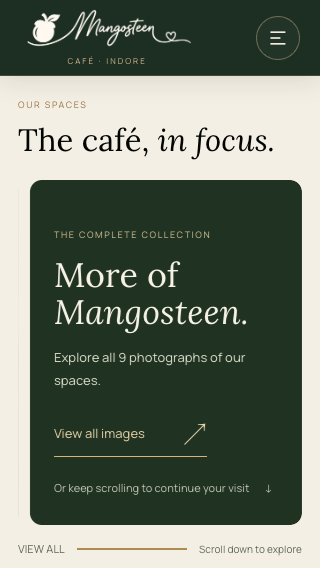 Mangosteen
CAFÉ · INDORE
OUR SPACES
The café, in focus.
THE COMPLETE COLLECTION
More of
Mangosteen.
Explore all 9 photographs of our
spaces.
View all images
Or keep scrolling to continue your visit ↓
VIEW ALL
Scroll down to explore